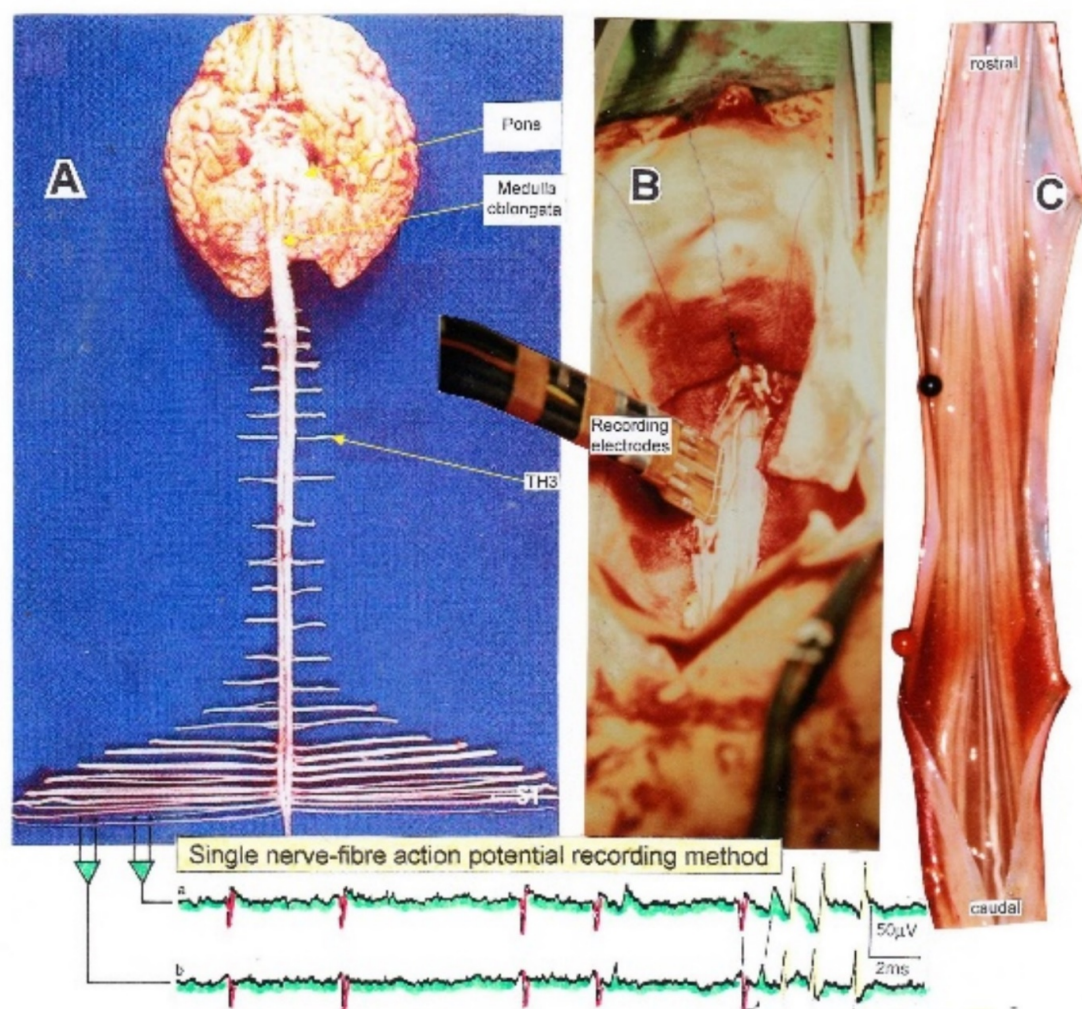 A
Pons
Medulla
oblongata
TH3
S1
B
Recording
electrodes
rostral
C
caudal
Single nerve-fibre action potential recording method
a
50µV
2ms
b